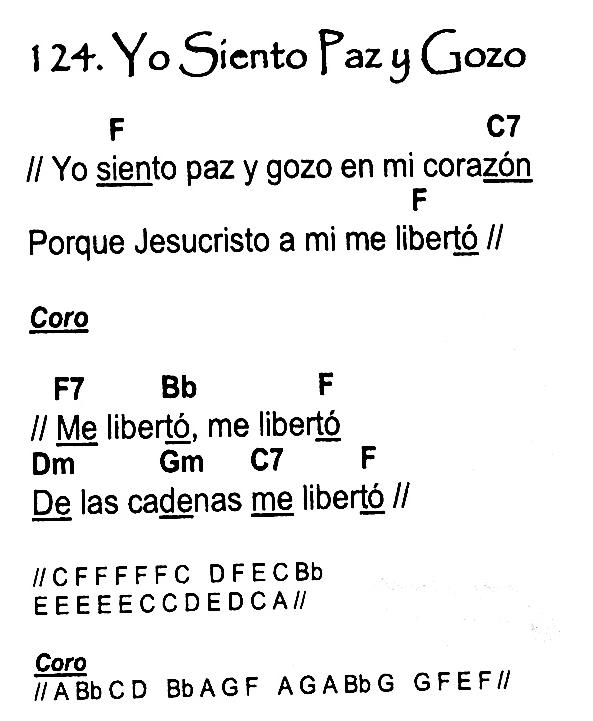 124. Yo Siento Paz y Gozo
F C7
// Yo siento paz y gozo en mi corazón
F
Porque Jesucristo a mi me libertó //
Coro
F7 Bb F
// Me libertó, me libertó
Dm Gm C7 F
De las cadenas me libertó //
//C F F F F F C D F E C Bb
E E E E E C C D E D C A//
Coro
//A Bb C D Bb A G F A G A Bb G G F E F//